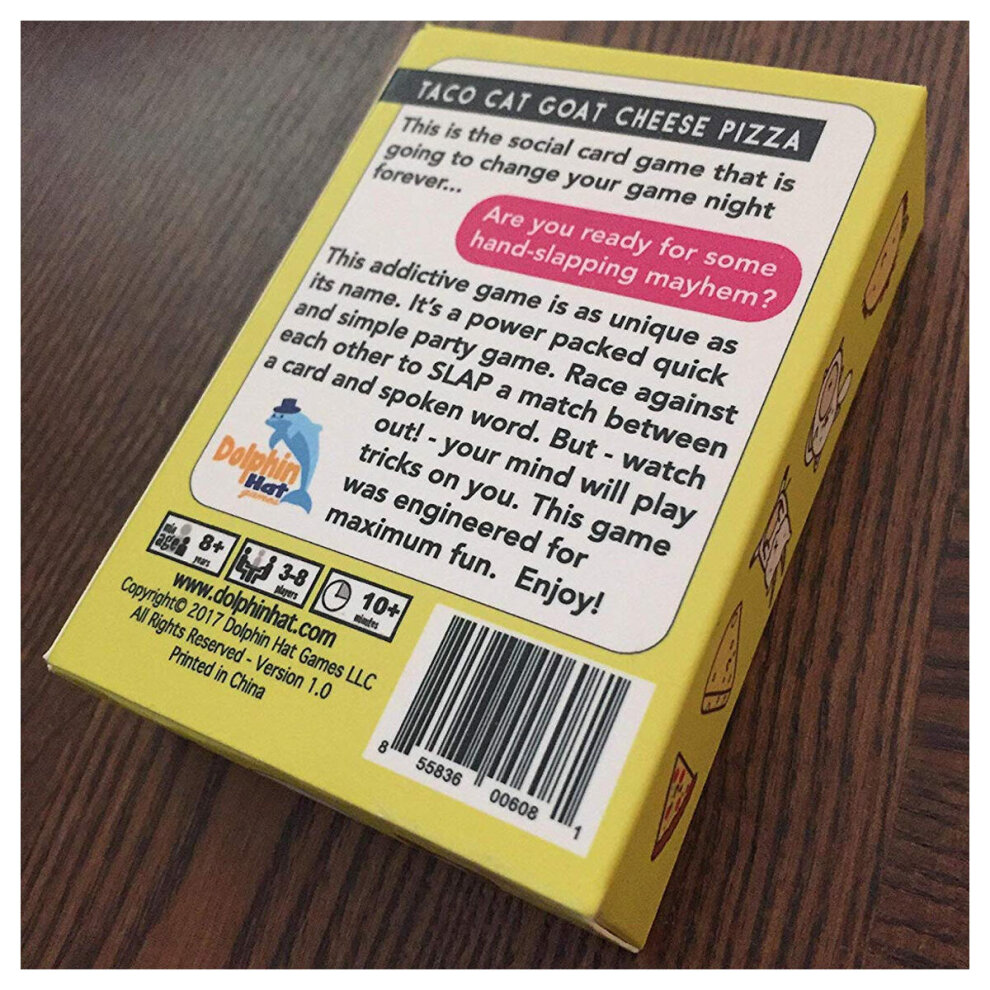 TACO CAT GOAT CHEESE PIZZA
This is the social card game that is
going to change your game night
forever...
Are you ready for some
hand-slapping mayhem?
This addictive game is as unique as
its name. It's a power packed quick
and simple party game. Race against
each other to SLAP a match between
a card and spoken word. But - watch
out! - your mind will play
tricks on you. This game
was engineered for
maximum fun. Enjoy!
Dolphin
Hat
games
ages 8+
years
3-8
players
10+
minutes
www.dolphinhat.com
Copyright© 2017 Dolphin Hat Games LLC
All Rights Reserved - Version 1.0
Printed in China
8 55836 00608 1